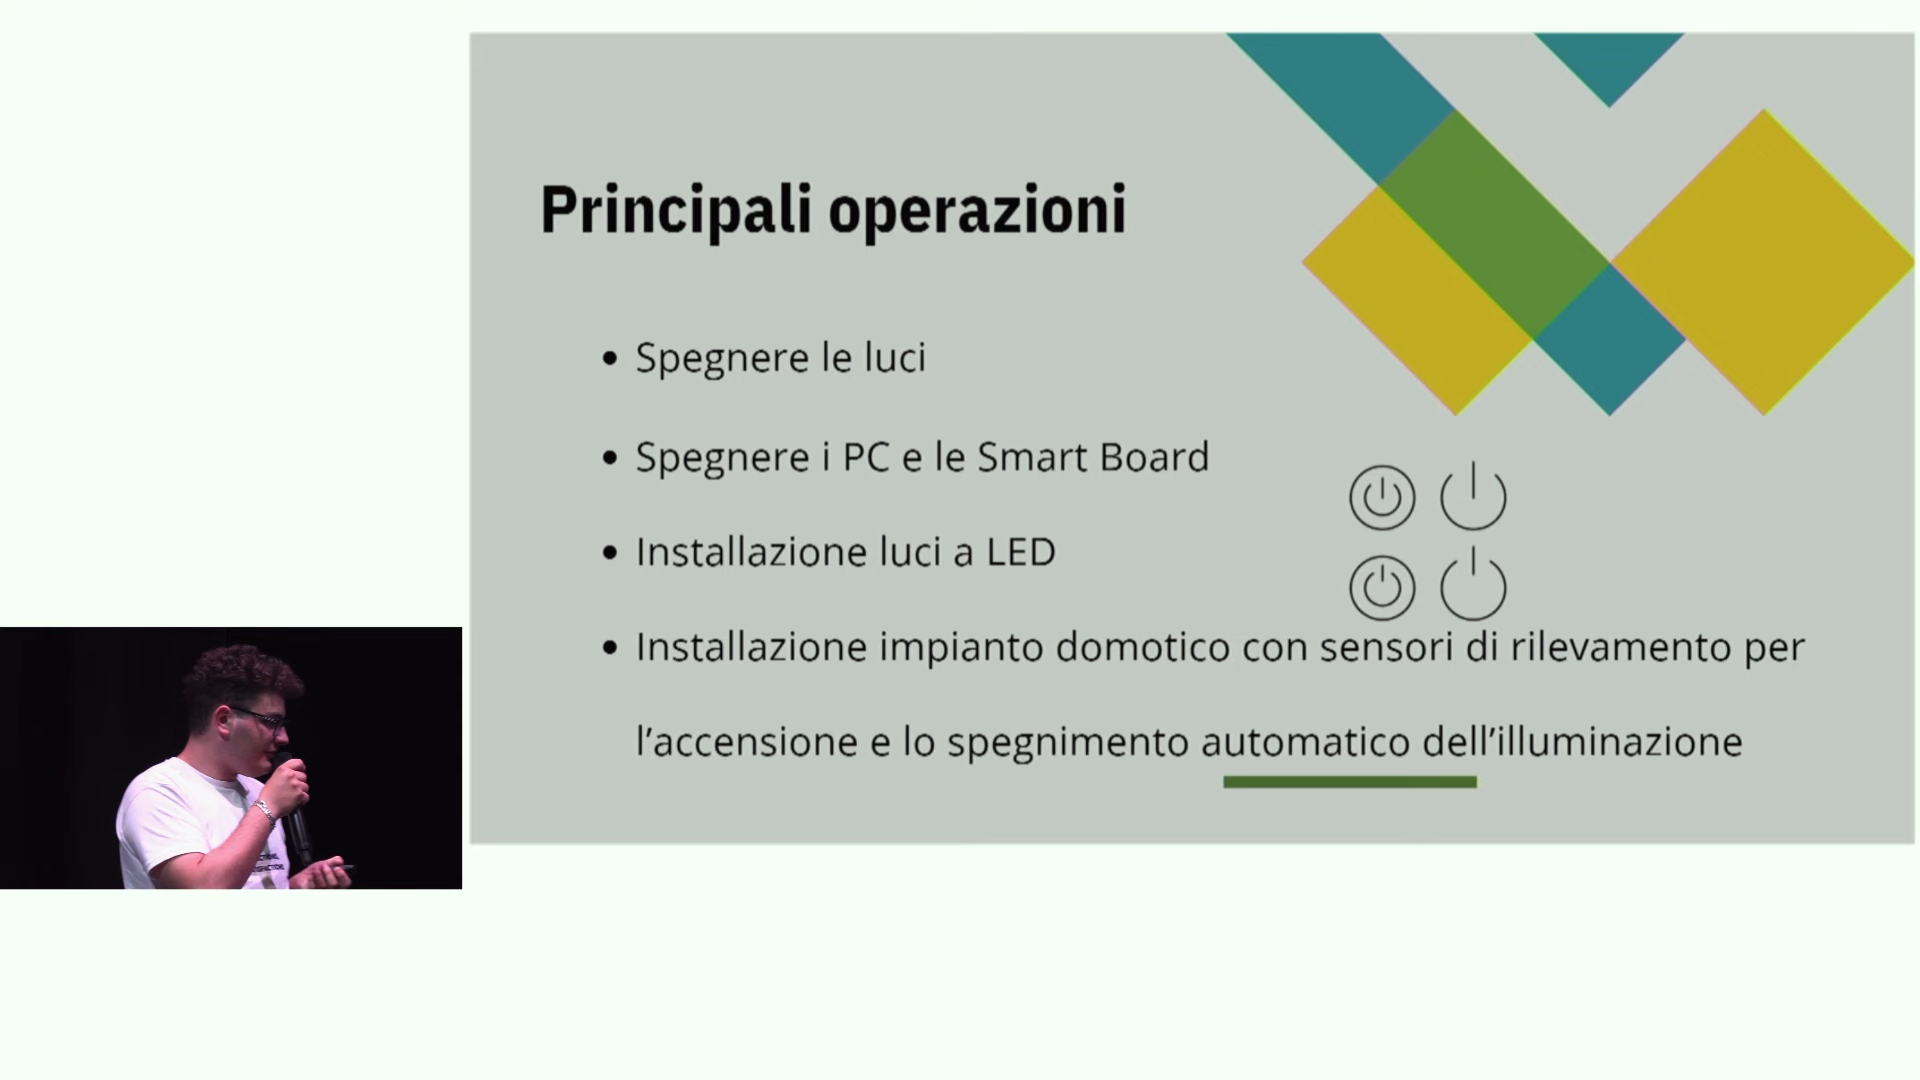 Principali operazioni
• Spegnere le luci
• Spegnere i PC e le Smart Board
• Installazione luci a LED
• Installazione impianto domotico con sensori di rilevamento per
l’accensione e lo spegnimento automatico dell’illuminazione